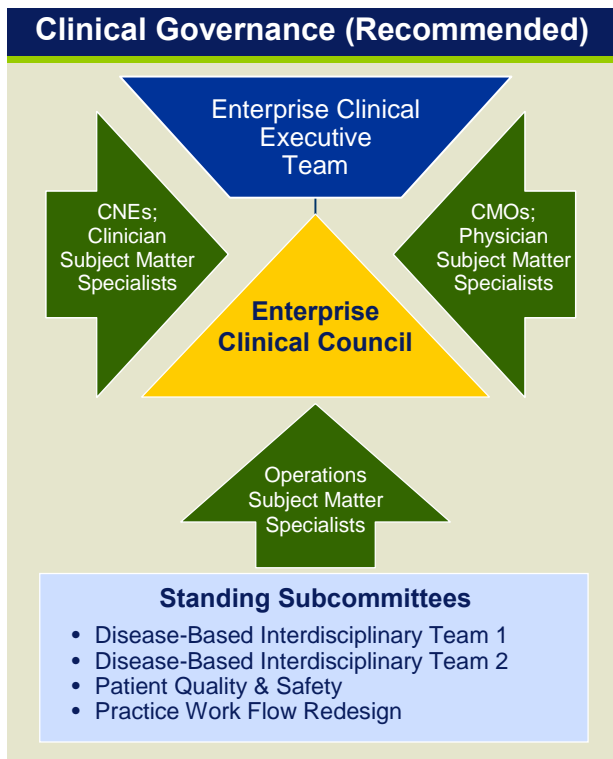 Clinical Governance (Recommended)
Enterprise Clinical
Executive
Team
CNEs;
Clinician
Subject Matter
Specialists
CMOs;
Physician
Subject Matter
Specialists
Enterprise
Clinical Council
Operations
Subject Matter
Specialists
Standing Subcommittees
• Disease-Based Interdisciplinary Team 1
• Disease-Based Interdisciplinary Team 2
• Patient Quality & Safety
• Practice Work Flow Redesign